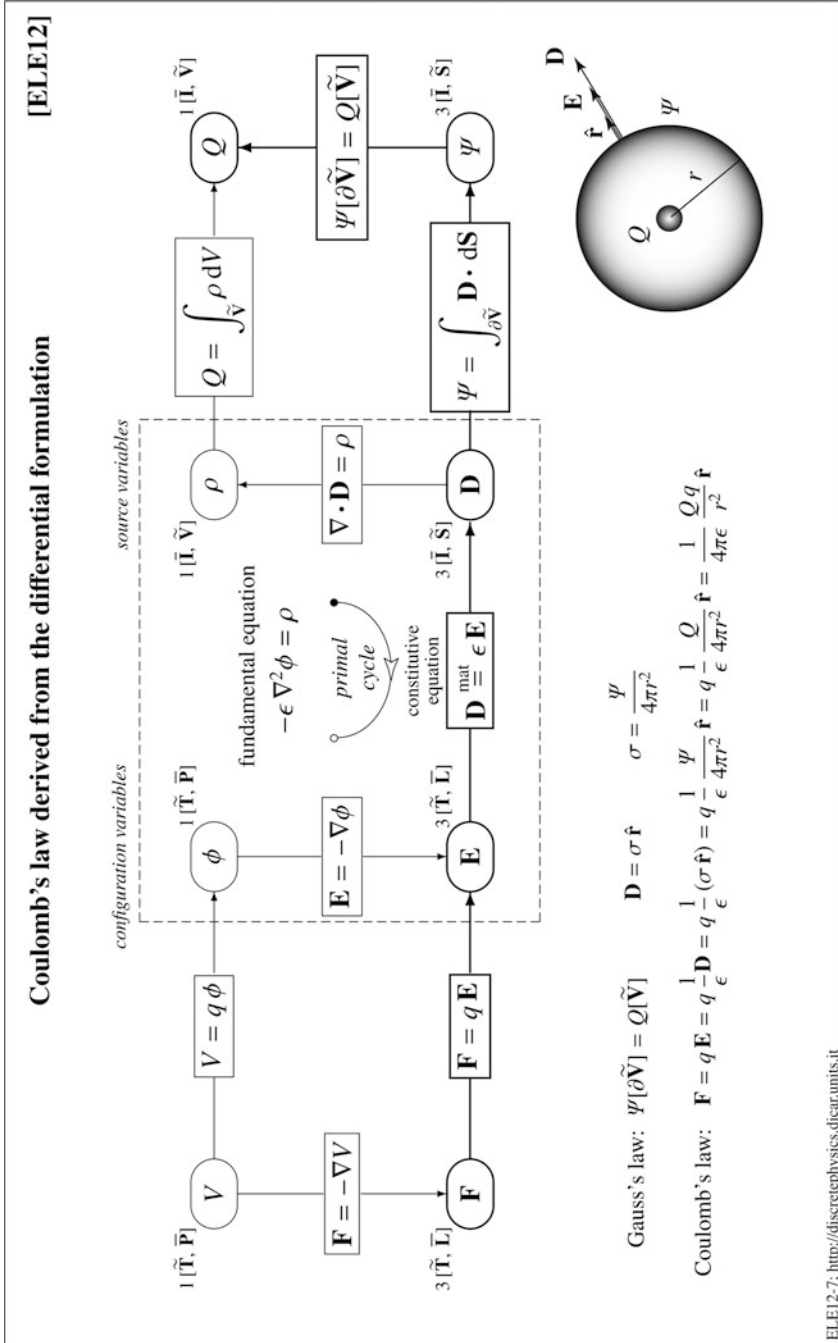 Coulomb's law derived from the differential formulation [ELE12]
configuration variables source variables
1 [T̃, P̄] 1 [T̃, P̄] 1 [Ī, Ṽ] 1 [Ī, Ṽ]
V V = q ϕ ϕ ρ Q = ∫_Ṽ ρ dV Q
fundamental equation
−ϵ ∇²ϕ = ρ
F = −∇V E = −∇ϕ ∇ • D = ρ Ψ[∂Ṽ] = Q[Ṽ]
primal
cycle
constitutive
equation
3 [T̃, L̄] 3 [T̃, L̄] 3 [Ī, S̃] 3 [Ī, S̃]
F F = q E E D mat= ϵ E D Ψ = ∫_∂Ṽ D • dS Ψ
Gauss's law: Ψ[∂Ṽ] = Q[Ṽ] D = σ r̂ σ = Ψ/4πr²
Coulomb's law: F = q E = q 1/ϵ D = q 1/ϵ (σ r̂) = q 1/ϵ Ψ/4πr² r̂ = q 1/ϵ Q/4πr² r̂ = 1/4πϵ Qq/r² r̂
Q r r̂ E D Ψ
ELE12-7: http://discretephysics.dicar.units.it